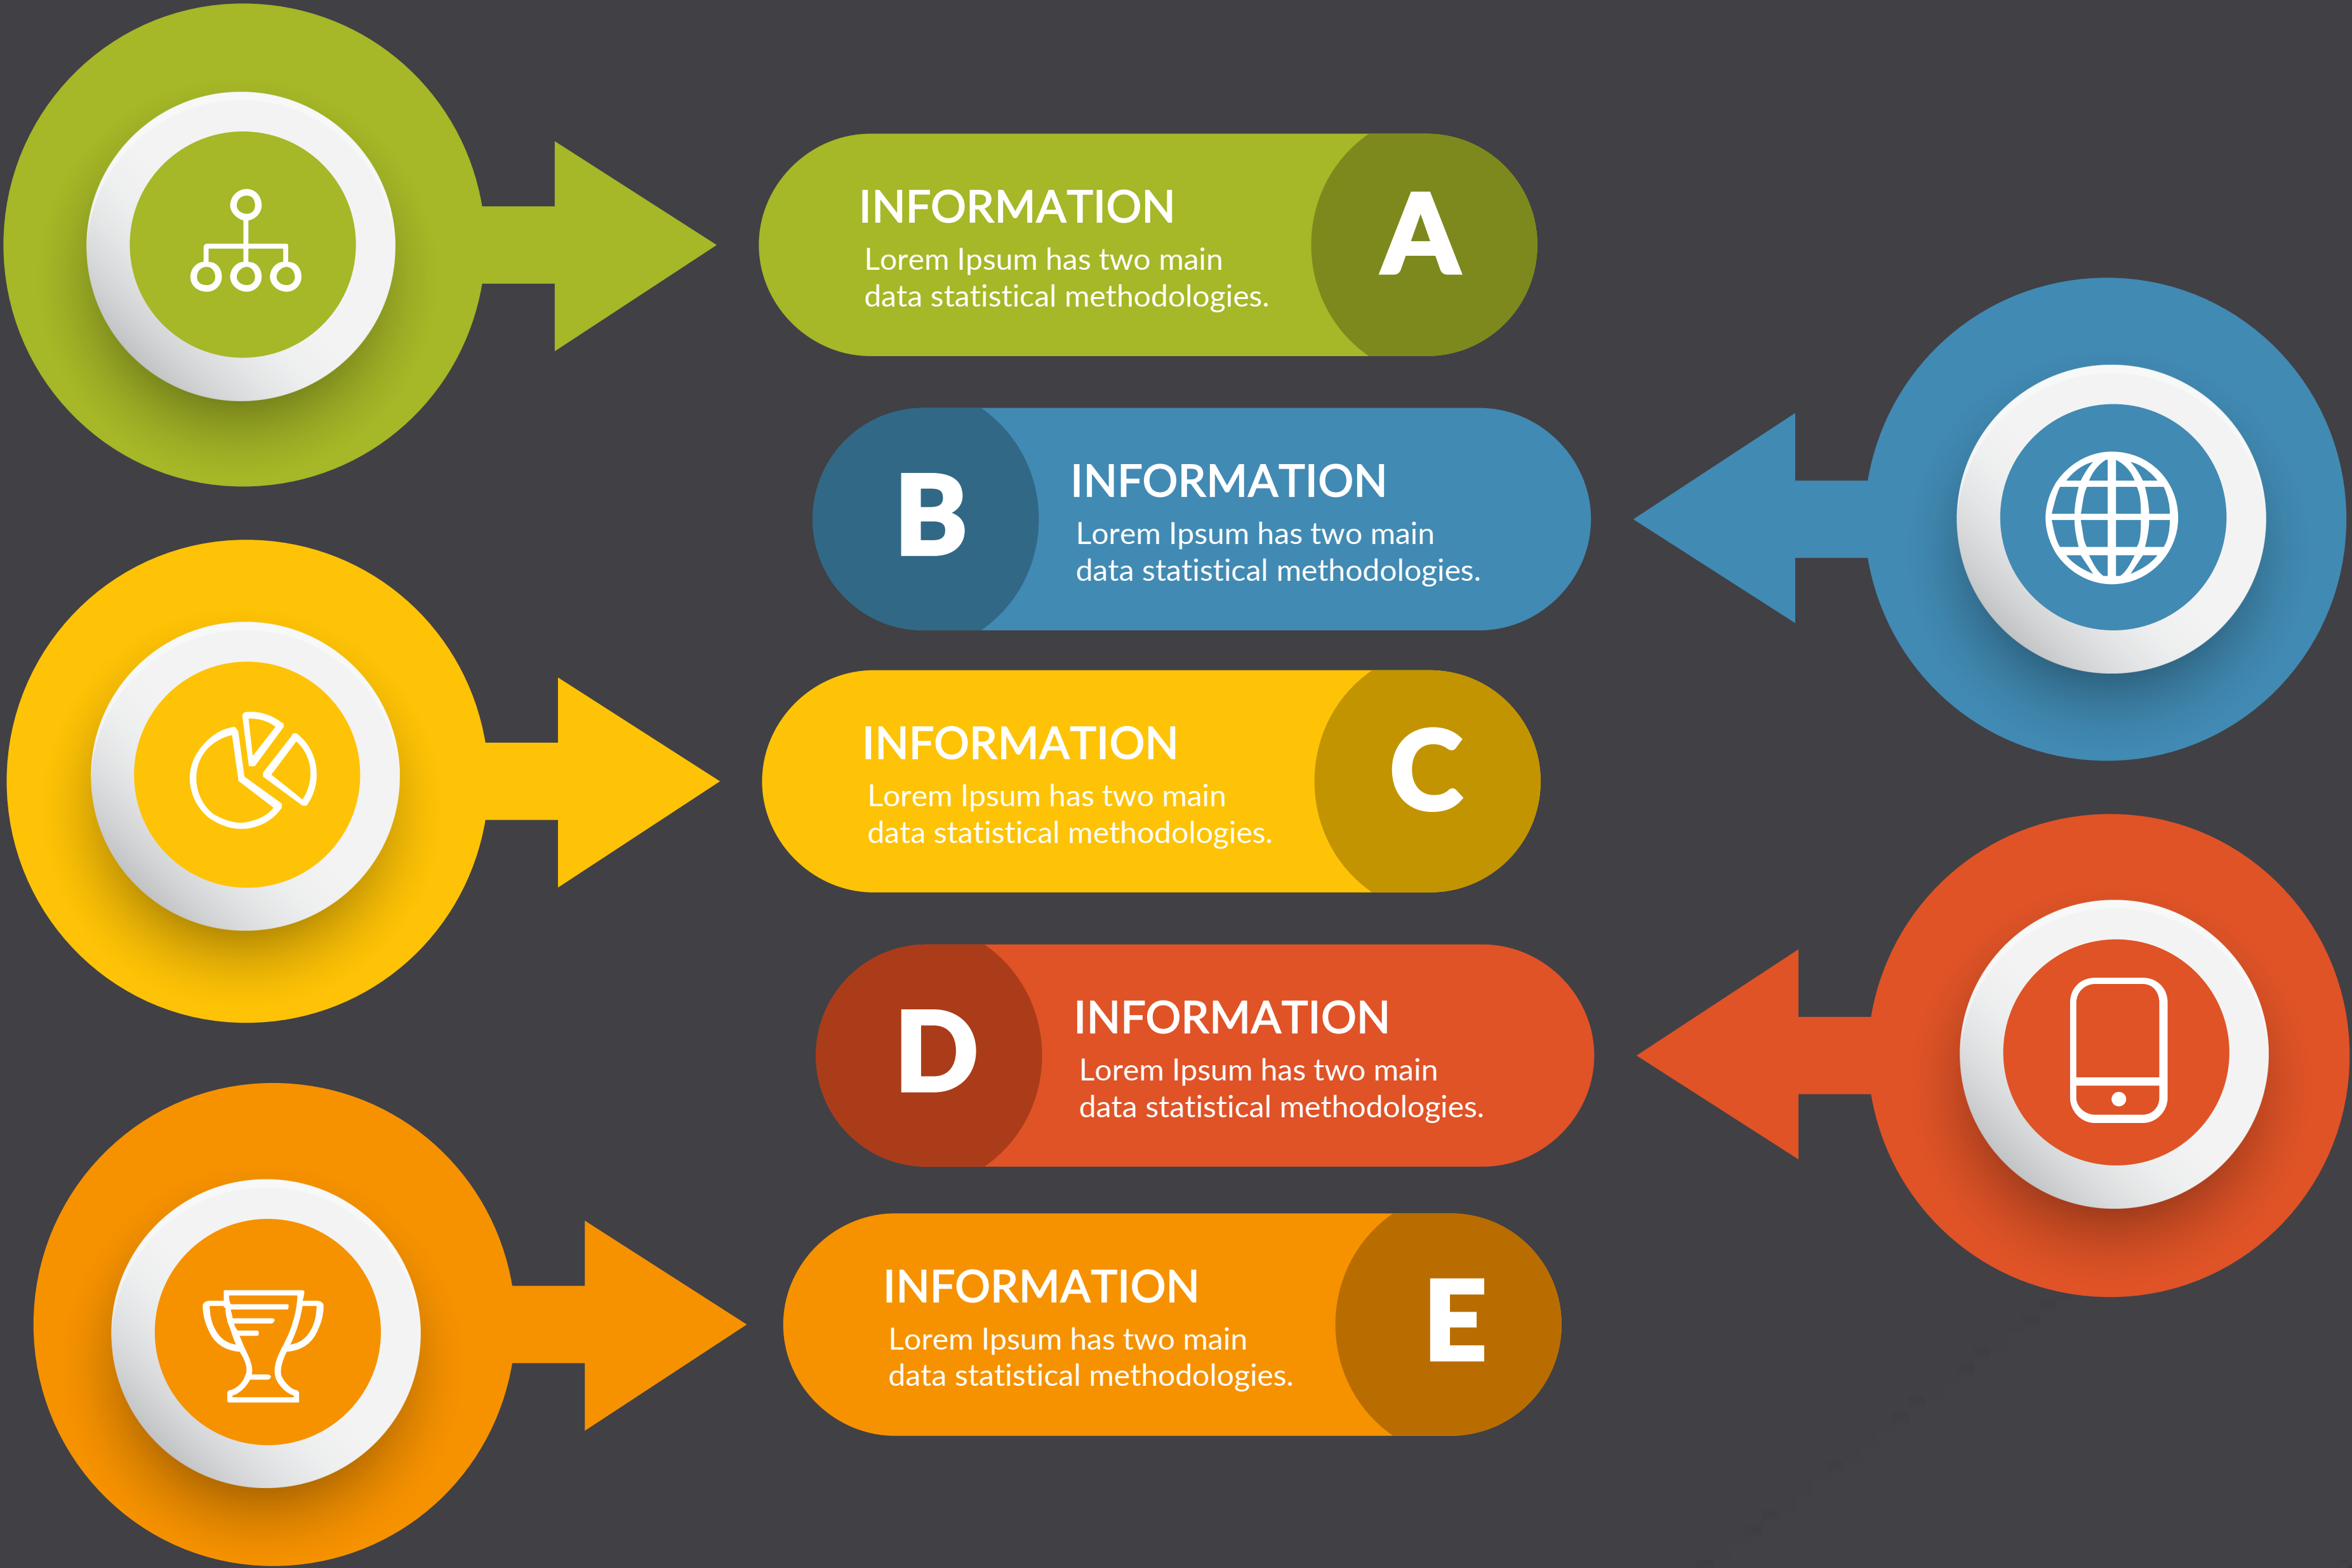 INFORMATION
Lorem Ipsum has two main
data statistical methodologies.
A
B
INFORMATION
Lorem Ipsum has two main
data statistical methodologies.
INFORMATION
Lorem Ipsum has two main
data statistical methodologies.
C
D
INFORMATION
Lorem Ipsum has two main
data statistical methodologies.
INFORMATION
Lorem Ipsum has two main
data statistical methodologies.
E